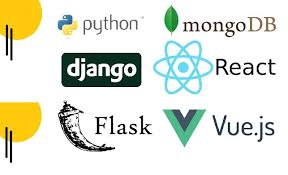 python
mongoDB
django
React
Flask
Vue.js